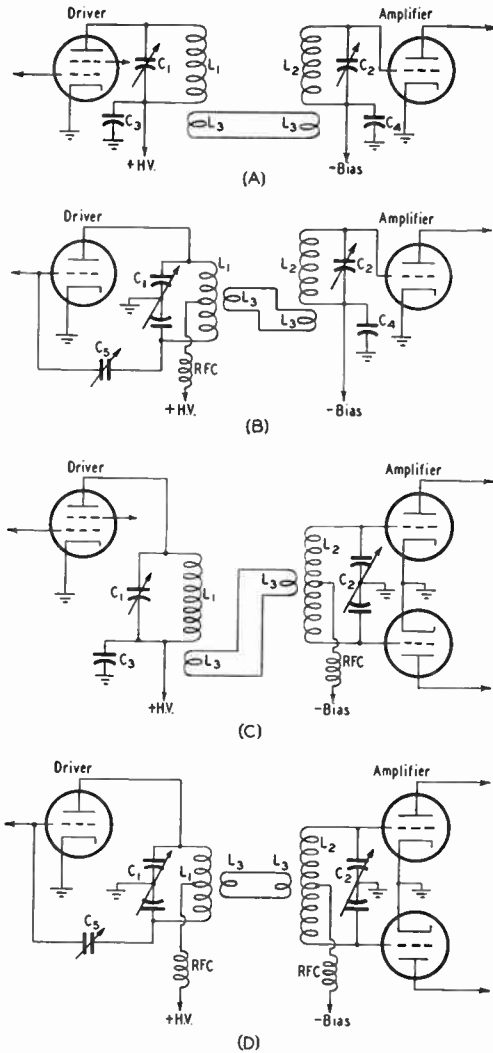 Driver Amplifier
C1 L1 L2 C2
C3 L3 L3 C4
+H.V. -Bias
(A)
Driver Amplifier
C1 L1 L2 C2
L3 L3
C5 RFC C4
+H.V. -Bias
(B)
Driver Amplifier
C1 L1 L3 L2 C2
C3 L3 RFC
+H.V. -Bias
(C)
Driver Amplifier
C1 L1 L3 L3 L2 C2
C5 RFC RFC
+H.V. -Bias
(D)